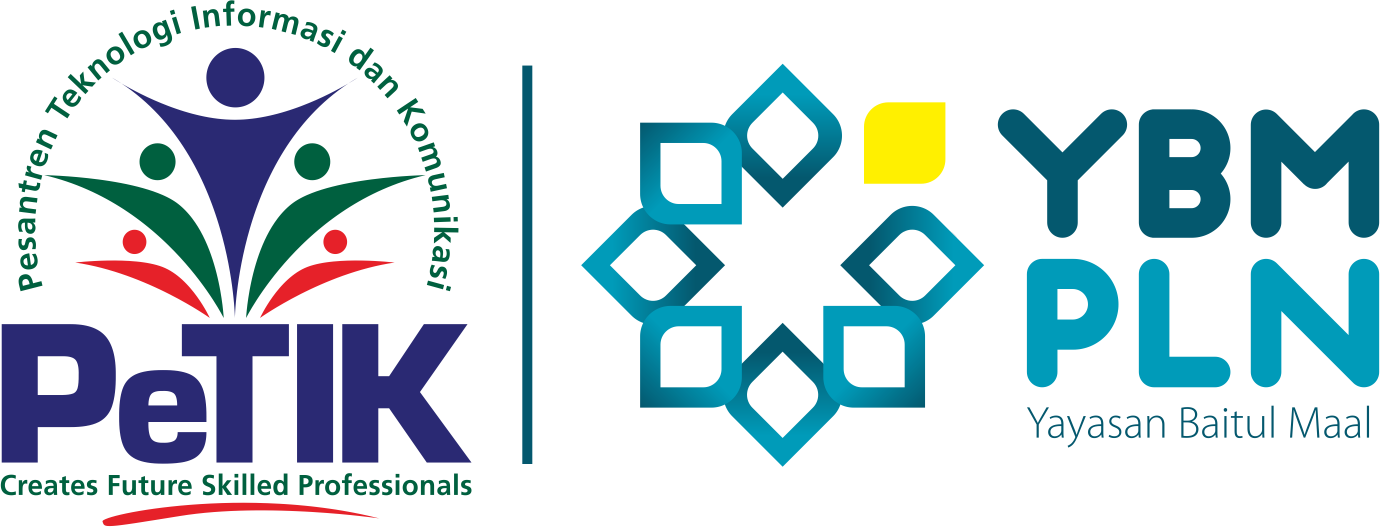 Pesantren Teknologi Informasi dan Komunikasi
PeTIK
Creates Future Skilled Professionals
YBM
PLN
Yayasan Baitul Maal